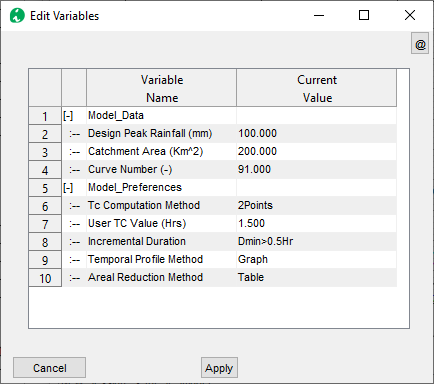 Edit Variables
@
Variable Name Current Value
1 [-] Model_Data
2 :-- Design Peak Rainfall (mm) 100.000
3 :-- Catchment Area (Km^2) 200.000
4 :-- Curve Number (-) 91.000
5 [-] Model_Preferences
6 :-- Tc Computation Method 2Points
7 :-- User TC Value (Hrs) 1.500
8 :-- Incremental Duration Dmin>0.5Hr
9 :-- Temporal Profile Method Graph
10 :-- Areal Reduction Method Table
Cancel Apply